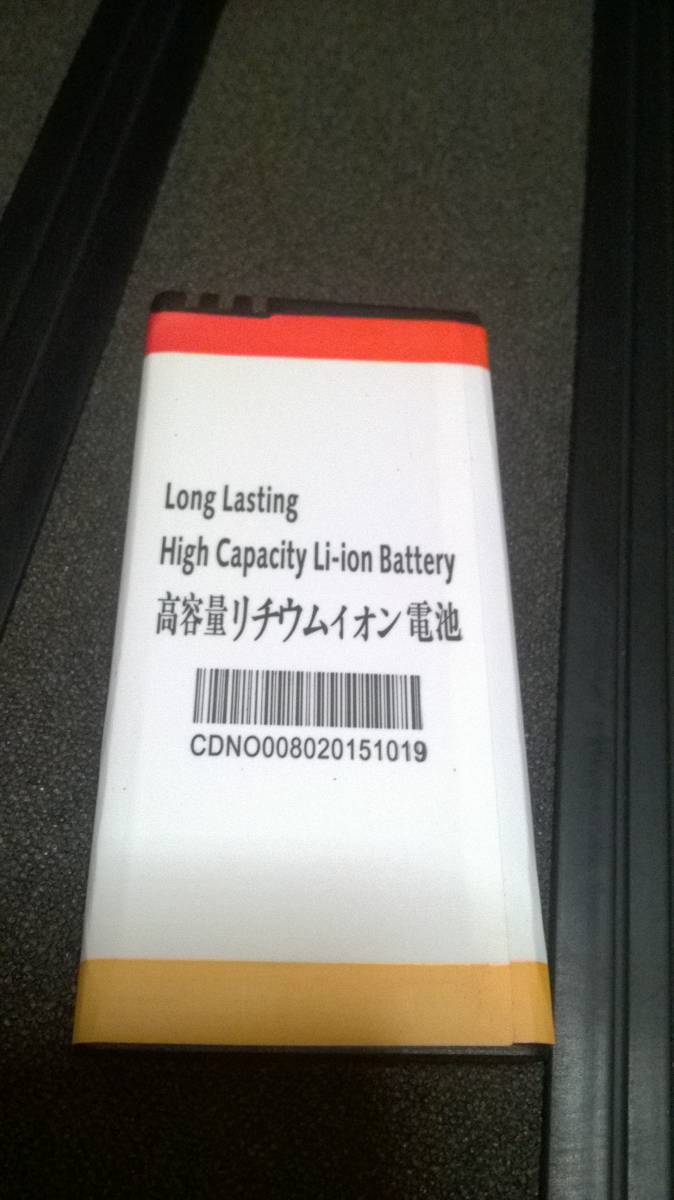 Long Lasting
High Capacity Li-ion Battery
高容量リチウムイオン電池
CDNO008020151019